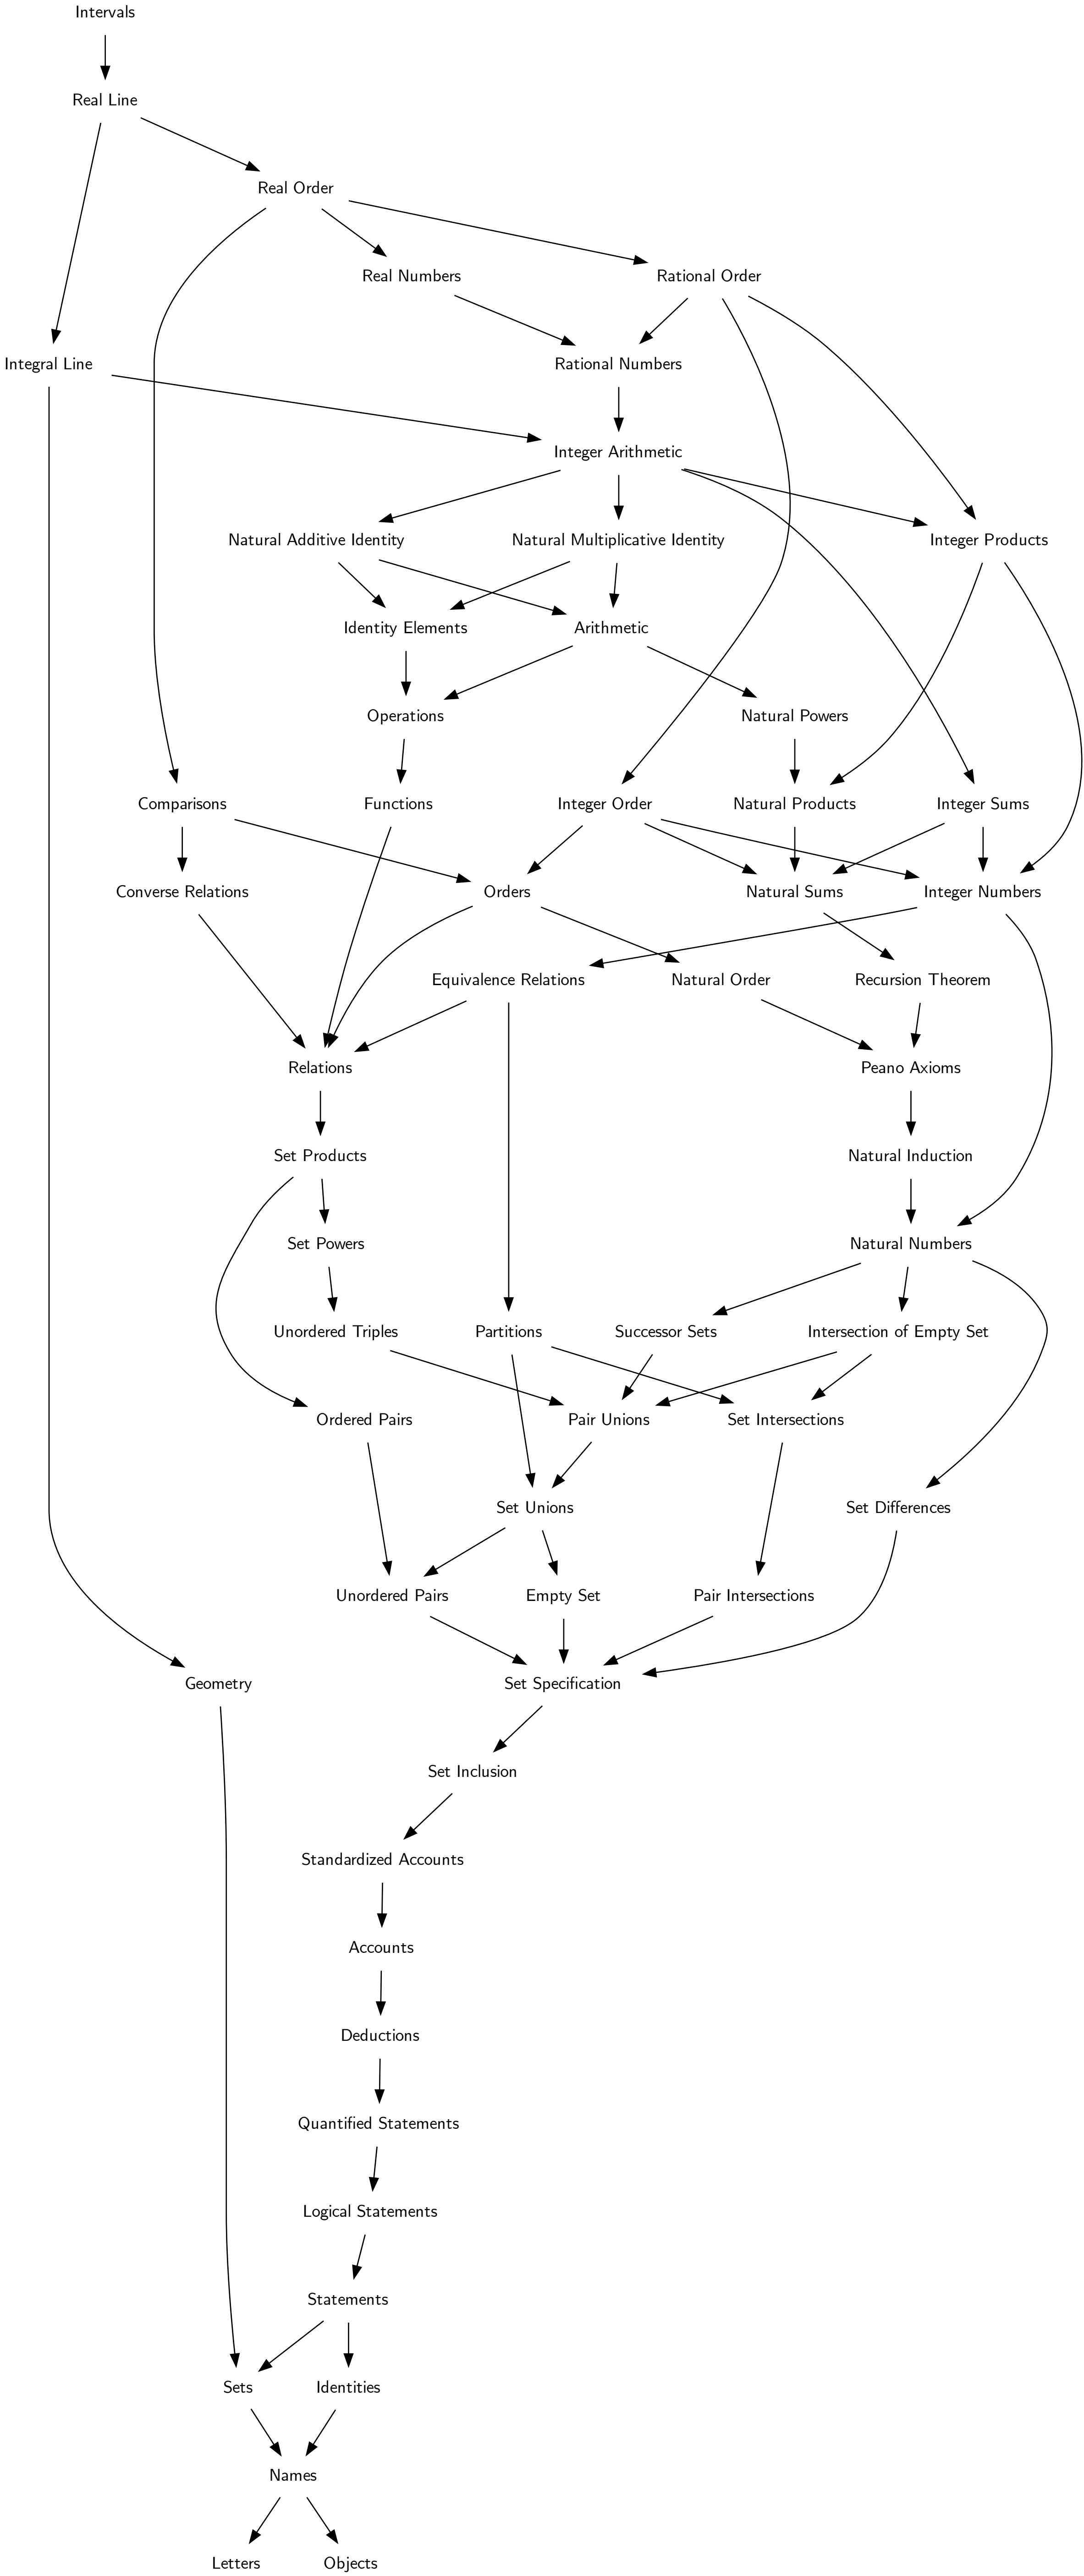 Intervals
Real Line
Real Order
Real Numbers
Rational Order
Integral Line
Rational Numbers
Integer Arithmetic
Natural Additive Identity
Natural Multiplicative Identity
Integer Products
Identity Elements
Arithmetic
Operations
Natural Powers
Comparisons
Functions
Integer Order
Natural Products
Integer Sums
Converse Relations
Orders
Natural Sums
Integer Numbers
Equivalence Relations
Natural Order
Recursion Theorem
Relations
Peano Axioms
Set Products
Natural Induction
Set Powers
Natural Numbers
Unordered Triples
Partitions
Successor Sets
Intersection of Empty Set
Ordered Pairs
Pair Unions
Set Intersections
Set Unions
Set Differences
Unordered Pairs
Empty Set
Pair Intersections
Geometry
Set Specification
Set Inclusion
Standardized Accounts
Accounts
Deductions
Quantified Statements
Logical Statements
Statements
Sets
Identities
Names
Letters
Objects